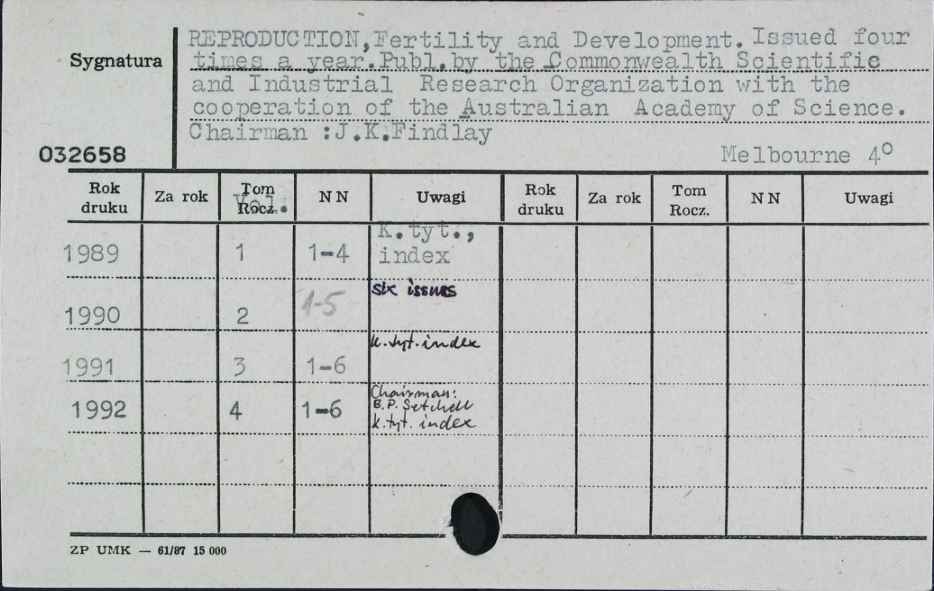 Sygnatura
032658
REPRODUCTION,Fertility and Development. Issued four
times a year.Publ.by the Commonwealth Scientific
and Industrial Research Organization with the
cooperation of the Australian Academy of Science.
Chairman :J.K.Findlay
Melbourne 4°
Rok druku Za rok Tom Rocz. Vol. NN Uwagi Rok druku Za rok Tom Rocz. NN Uwagi
1989 1 1-4 K.tyt., index
1990 2 1-5 six issues
1991 3 1-6 k.tyt. index
1992 4 1-6 Chairman: B.P. Setchell k.tyt. index
ZP UMK — 61/87 15 000